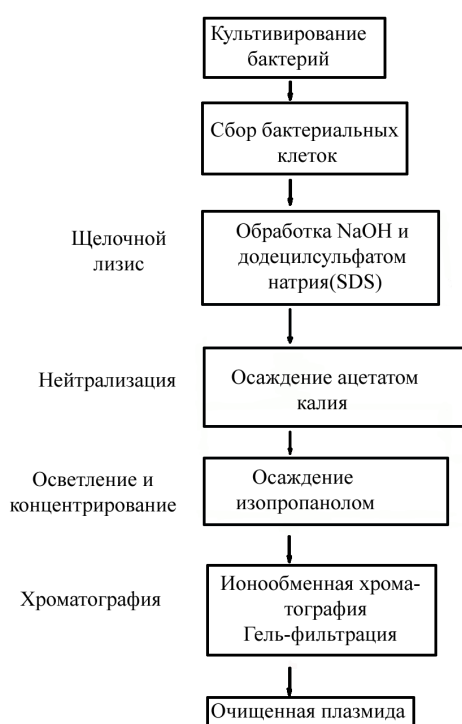 Культивирование
бактерий
Сбор бактериальных
клеток
Щелочной
лизис
Обработка NaOH и
додецилсульфатом
натрия(SDS)
Нейтрализация
Осаждение ацетатом
калия
Осветление и
концентрирование
Осаждение
изопропанолом
Хроматография
Ионообменная хрома-
тография
Гель-фильтрация
Очищенная плазмида